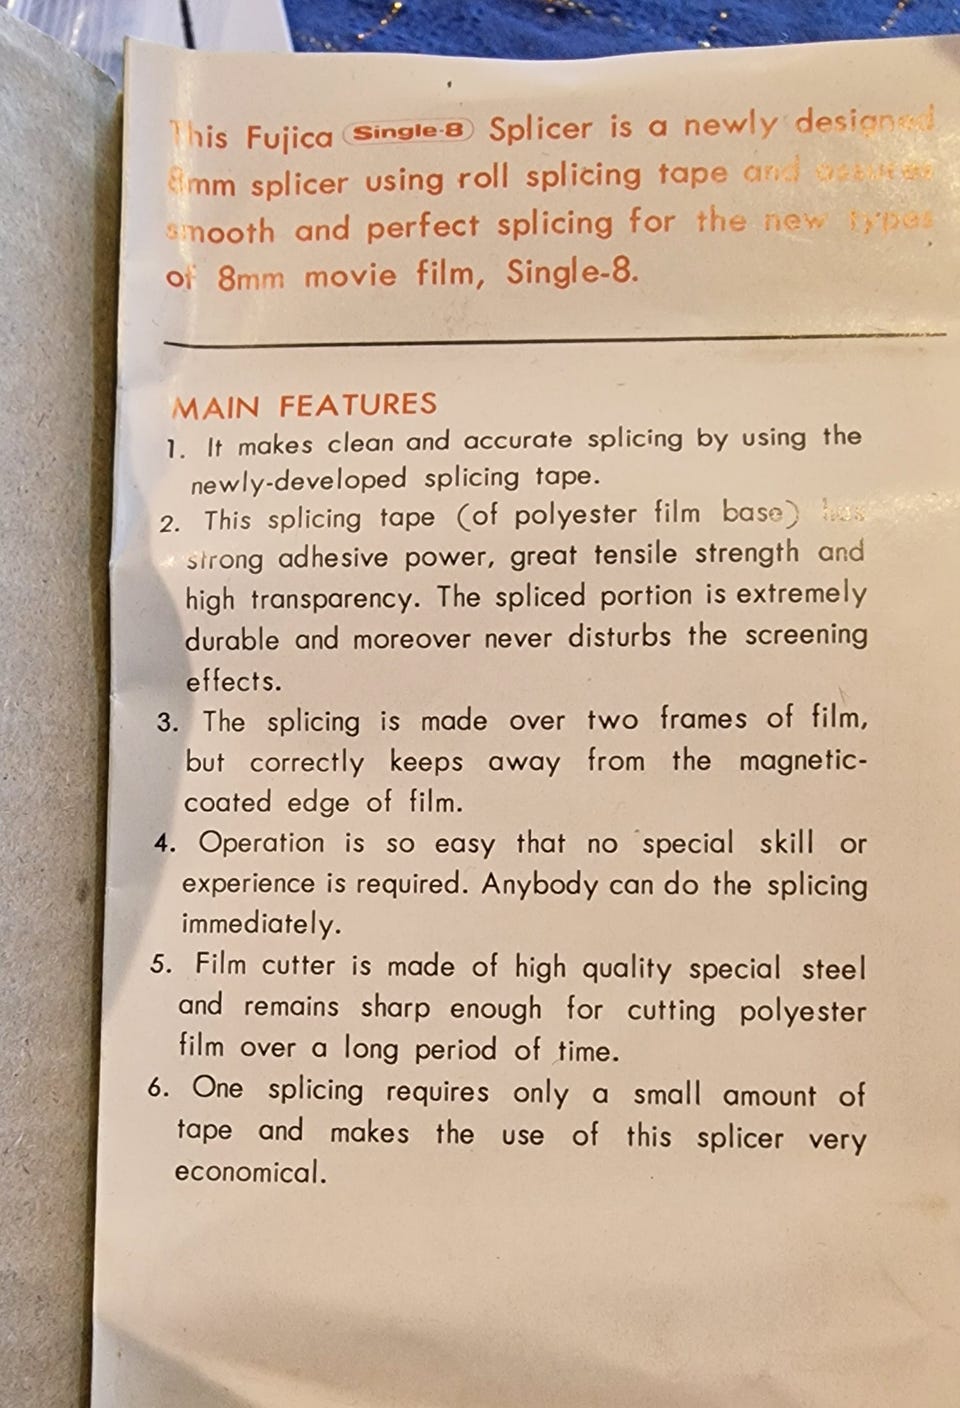 This Fujica Single-8 Splicer is a newly designed
8mm splicer using roll splicing tape and assures
smooth and perfect splicing for the new types
of 8mm movie film, Single-8.
MAIN FEATURES
1. It makes clean and accurate splicing by using the
newly-developed splicing tape.
2. This splicing tape (of polyester film base) has
strong adhesive power, great tensile strength and
high transparency. The spliced portion is extremely
durable and moreover never disturbs the screening
effects.
3. The splicing is made over two frames of film,
but correctly keeps away from the magnetic-
coated edge of film.
4. Operation is so easy that no special skill or
experience is required. Anybody can do the splicing
immediately.
5. Film cutter is made of high quality special steel
and remains sharp enough for cutting polyester
film over a long period of time.
6. One splicing requires only a small amount of
tape and makes the use of this splicer very
economical.